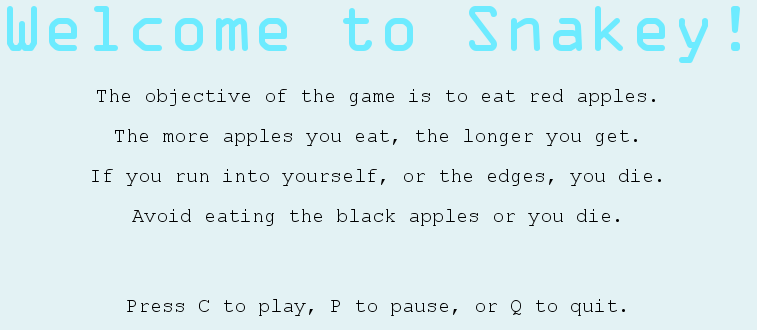 Welcome to Snakey!
The objective of the game is to eat red apples.
The more apples you eat, the longer you get.
If you run into yourself, or the edges, you die.
Avoid eating the black apples or you die.
Press C to play, P to pause, or Q to quit.